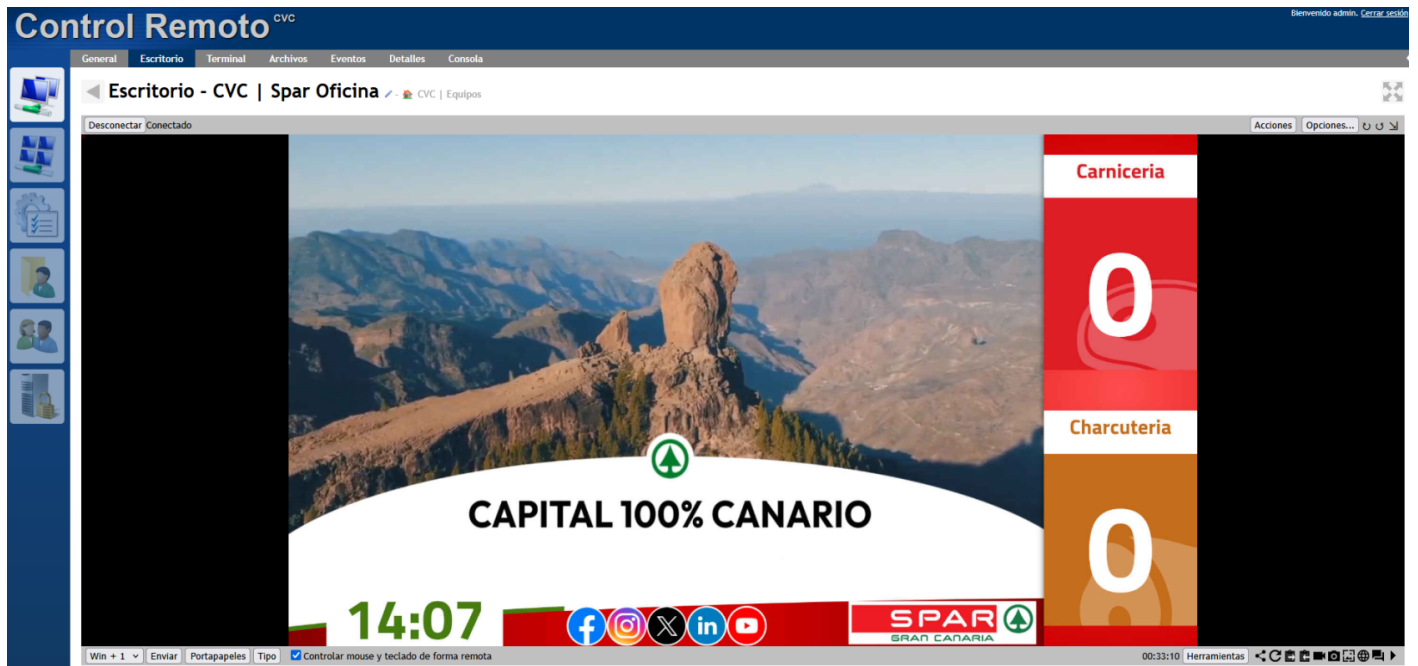 Control Remoto CVC
Bienvenido admin. Cerrar sesión
General Escritorio Terminal Archivos Eventos Detalles Consola
Escritorio - CVC | Spar Oficina - CVC | Equipos
Desconectar Conectado
Acciones Opciones...
Carniceria
0
Charcuteria
0
CAPITAL 100% CANARIO
14:07
f X in
SPAR
GRAN CANARIA
Win + 1 Enviar Portapapeles Tipo Controlar mouse y teclado de forma remota
00:33:10 Herramientas